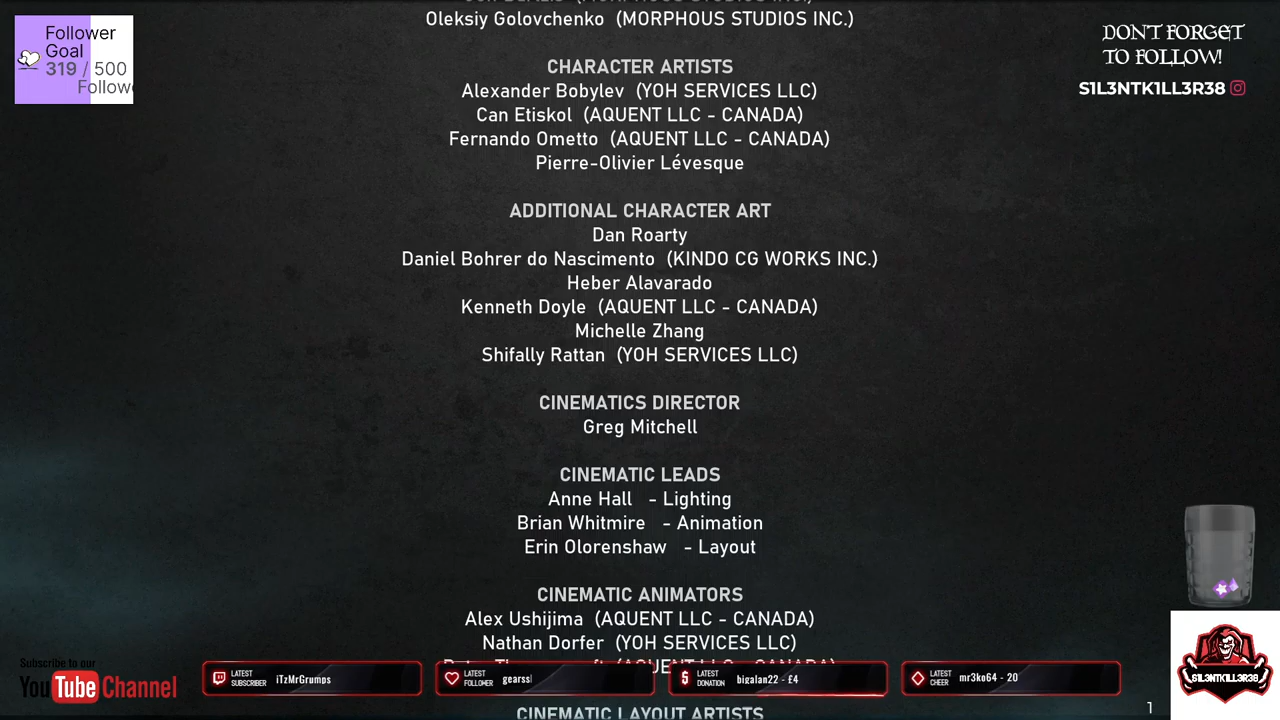 Oleksiy Golovchenko (MORPHOUS STUDIOS INC.)
Follower
Goal
319 / 500
Follow
DON'T FORGET
TO FOLLOW!
S1L3NTK1LL3R38
CHARACTER ARTISTS
Alexander Bobylev (YOH SERVICES LLC)
Can Etiskol (AQUENT LLC - CANADA)
Fernando Ometto (AQUENT LLC - CANADA)
Pierre-Olivier Lévesque
ADDITIONAL CHARACTER ART
Dan Roarty
Daniel Bohrer do Nascimento (KINDO CG WORKS INC.)
Heber Alavarado
Kenneth Doyle (AQUENT LLC - CANADA)
Michelle Zhang
Shifally Rattan (YOH SERVICES LLC)
CINEMATICS DIRECTOR
Greg Mitchell
CINEMATIC LEADS
Anne Hall - Lighting
Brian Whitmire - Animation
Erin Olorenshaw - Layout
CINEMATIC ANIMATORS
Alex Ushijima (AQUENT LLC - CANADA)
Nathan Dorfer (YOH SERVICES LLC)
Subscribe to our
YouTube Channel
LATEST SUBSCRIBER iTzMrGrumps
LATEST FOLLOWER gearssl
LATEST DONATION bigalan22 - £4
LATEST CHEER mr3ko64 - 20
S1L3NTK1LL3R38
CINEMATIC LAYOUT ARTISTS
1